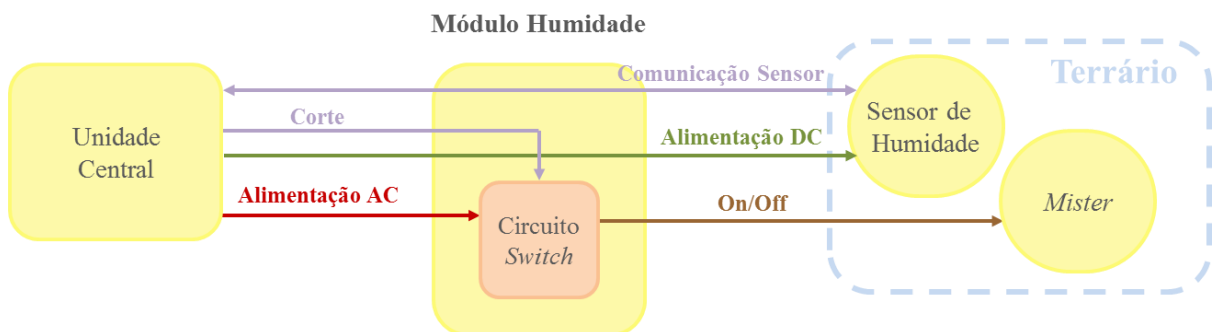 Módulo Humidade
Comunicação Sensor
Terrário
Corte
Sensor de
Humidade
Unidade
Central
Alimentação DC
Alimentação AC
On/Off
Mister
Circuito
Switch